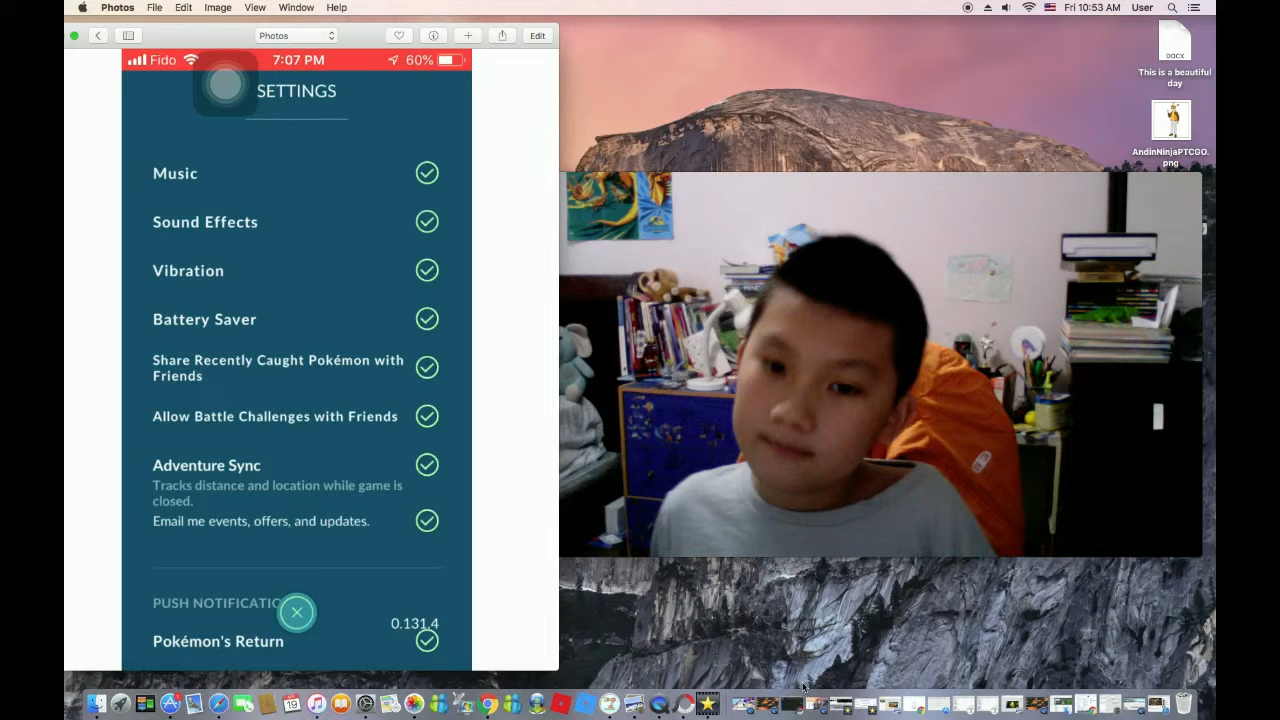 Photos File Edit Image View Window Help
Fri 10:53 AM User
Photos
Edit
Fido 7:07 PM 60%
SETTINGS
Music
Sound Effects
Vibration
Battery Saver
Share Recently Caught Pokémon with
Friends
Allow Battle Challenges with Friends
Adventure Sync
Tracks distance and location while game is
closed.
Email me events, offers, and updates.
PUSH NOTIFICATIO
0.131.4
Pokémon's Return
DOCX
This is a beautiful
day
AndinNinjaPTCGO.
png
19